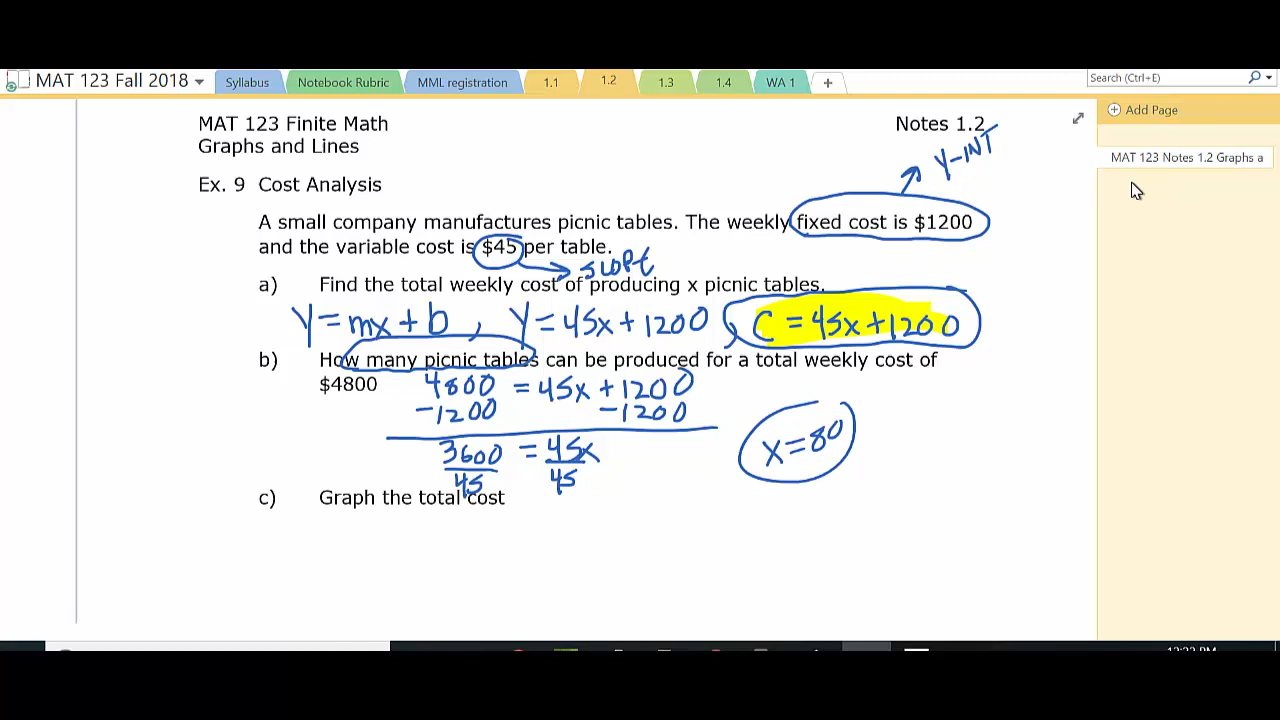 MAT 123 Fall 2018 Syllabus Notebook Rubric MML registration 1.1 1.2 1.3 1.4 WA 1 + Search (Ctrl+E)
Add Page
MAT 123 Notes 1.2 Graphs a
MAT 123 Finite Math Notes 1.2
Graphs and Lines
Y-INT
Ex. 9 Cost Analysis
A small company manufactures picnic tables. The weekly fixed cost is $1200
and the variable cost is $45 per table.
SLOPE
a) Find the total weekly cost of producing x picnic tables.
Y = mx + b , Y = 45x + 1200 , C = 45x + 1200
b) How many picnic tables can be produced for a total weekly cost of
$4800
4800 = 45x + 1200
-1200 -1200
3600 = 45x
45 45
x = 80
c) Graph the total cost